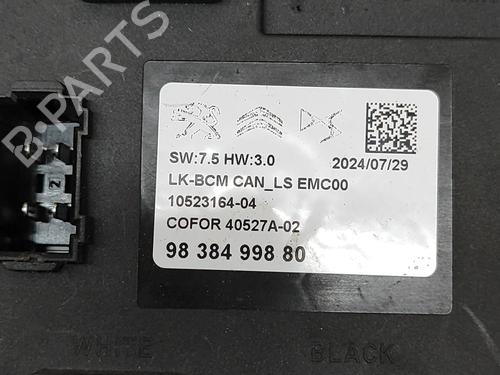 SW:7.5 HW:3.0 2024/07/29
LK-BCM CAN_LS EMC00
10523164-04
COFOR 40527A-02
98 384 998 80
B-PARTS
2
WHITE
BLACK